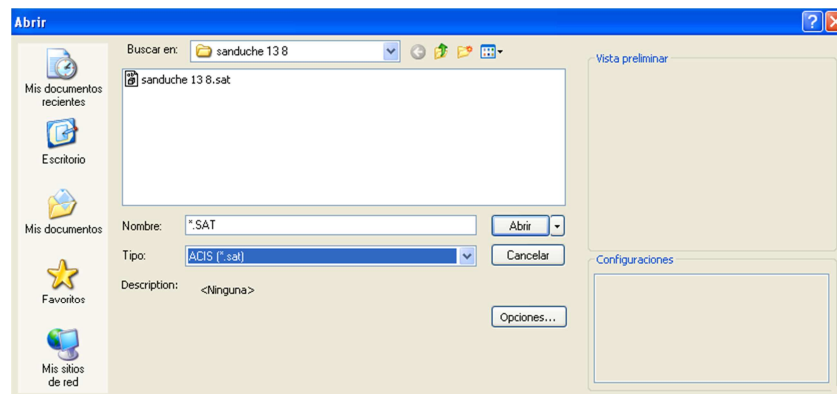 Abrir
Buscar en:
sanduche 13 8
Mis documentos
recientes
Escritorio
Mis documentos
Favoritos
Mis sitios
de red
sanduche 13 8.sat
Nombre:
*.SAT
Abrir
Tipo:
ACIS (*.sat)
Cancelar
Description:
<Ninguna>
Opciones...
Vista preliminar
Configuraciones